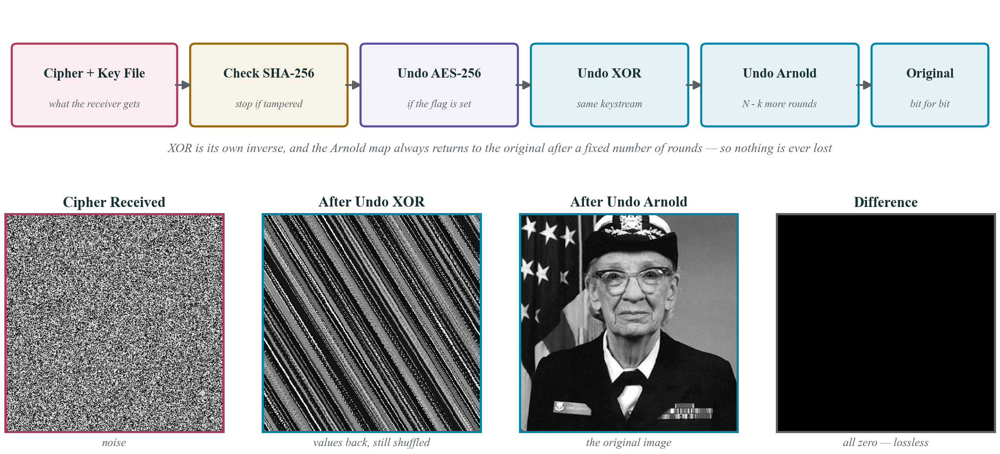 Cipher + Key File
what the receiver gets
Check SHA-256
stop if tampered
Undo AES-256
if the flag is set
Undo XOR
same keystream
Undo Arnold
N - k more rounds
Original
bit for bit
XOR is its own inverse, and the Arnold map always returns to the original after a fixed number of rounds — so nothing is ever lost
Cipher Received
After Undo XOR
After Undo Arnold
Difference
noise
values back, still shuffled
the original image
all zero — lossless